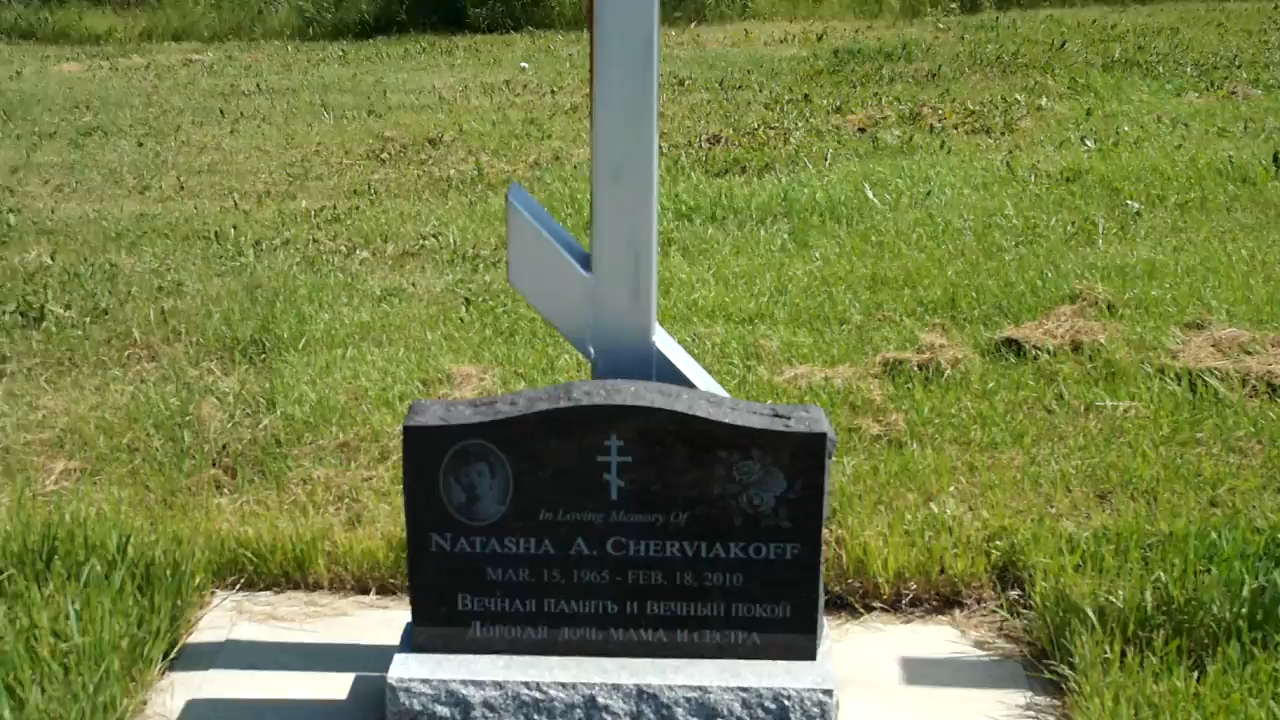 In Loving Memory Of
NATASHA A. CHERVIAKOFF
MAR. 15, 1965 - FEB. 18, 2010
ВЕЧНАЯ ПАМЯТЬ И ВЕЧНЫЙ ПОКОЙ
ДОРОГАЯ ДОЧЬ МАМА И СЕСТРА